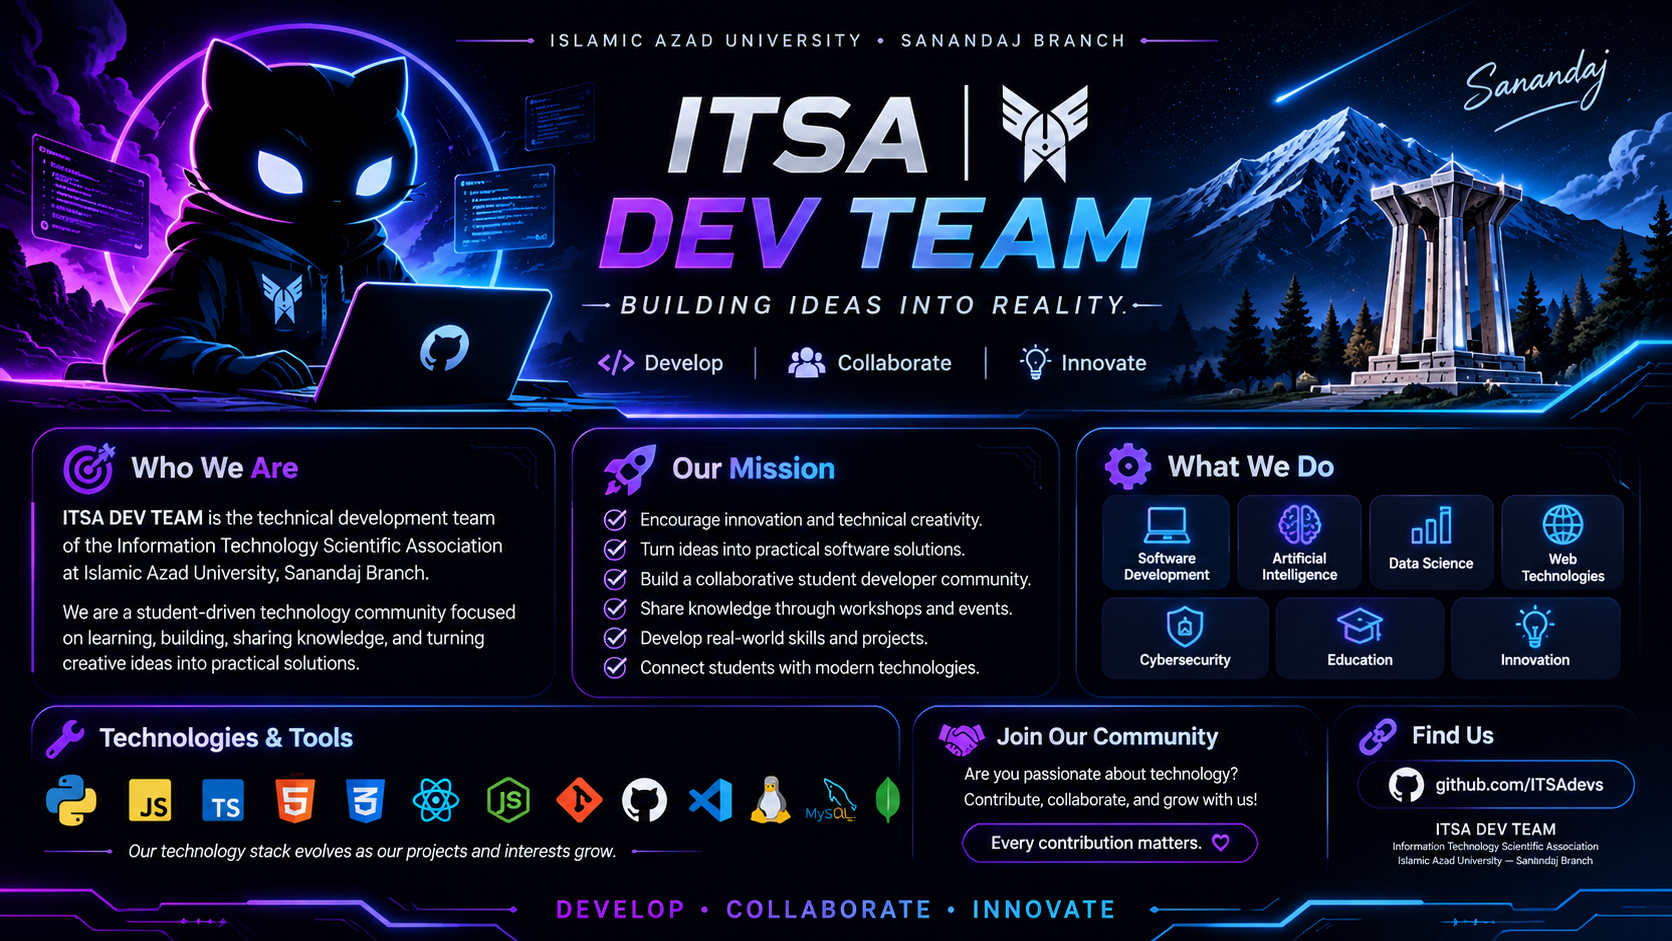 ISLAMIC AZAD UNIVERSITY • SANANDAJ BRANCH
Sanandaj
ITSA
DEV TEAM
BUILDING IDEAS INTO REALITY.
</> Develop
Collaborate
Innovate
Who We Are
ITSA DEV TEAM is the technical development team
of the Information Technology Scientific Association
at Islamic Azad University, Sanandaj Branch.
We are a student-driven technology community focused
on learning, building, sharing knowledge, and turning
creative ideas into practical solutions.
Our Mission
Encourage innovation and technical creativity.
Turn ideas into practical software solutions.
Build a collaborative student developer community.
Share knowledge through workshops and events.
Develop real-world skills and projects.
Connect students with modern technologies.
What We Do
Software
Development
Artificial
Intelligence
Data Science
Web
Technologies
Cybersecurity
Education
Innovation
Technologies & Tools
JS
TS
5
3
JS
MySQL
Our technology stack evolves as our projects and interests grow.
Join Our Community
Are you passionate about technology?
Contribute, collaborate, and grow with us!
Every contribution matters.
Find Us
github.com/ITSAdevs
ITSA DEV TEAM
Information Technology Scientific Association
Islamic Azad University — Sanandaj Branch
DEVELOP • COLLABORATE • INNOVATE